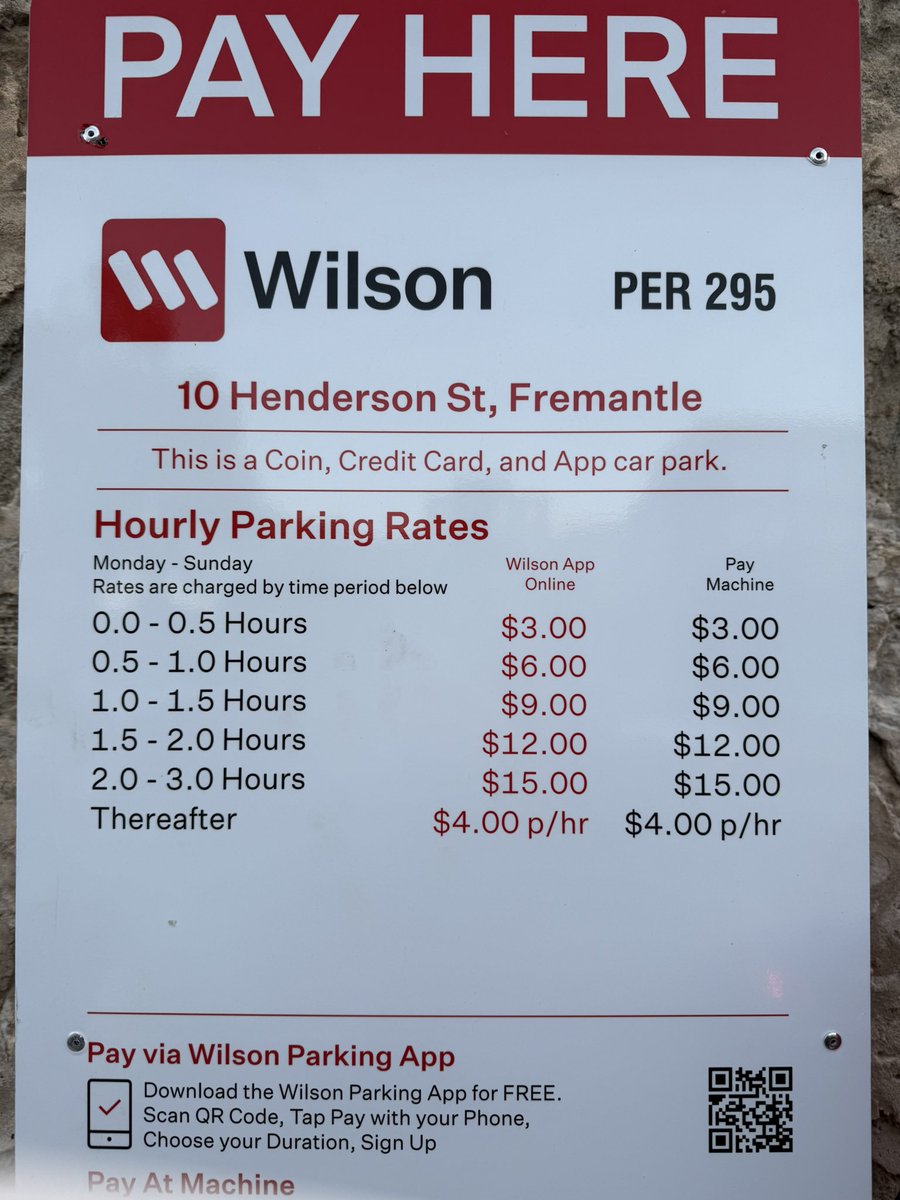 PAY HERE
Wilson PER 295
10 Henderson St, Fremantle
This is a Coin, Credit Card, and App car park.
Hourly Parking Rates
Monday - Sunday Wilson App Pay
Rates are charged by time period below Online Machine
0.0 - 0.5 Hours $3.00 $3.00
0.5 - 1.0 Hours $6.00 $6.00
1.0 - 1.5 Hours $9.00 $9.00
1.5 - 2.0 Hours $12.00 $12.00
2.0 - 3.0 Hours $15.00 $15.00
Thereafter $4.00 p/hr $4.00 p/hr
Pay via Wilson Parking App
Download the Wilson Parking App for FREE.
Scan QR Code, Tap Pay with your Phone,
Choose your Duration, Sign Up
Pay At Machine